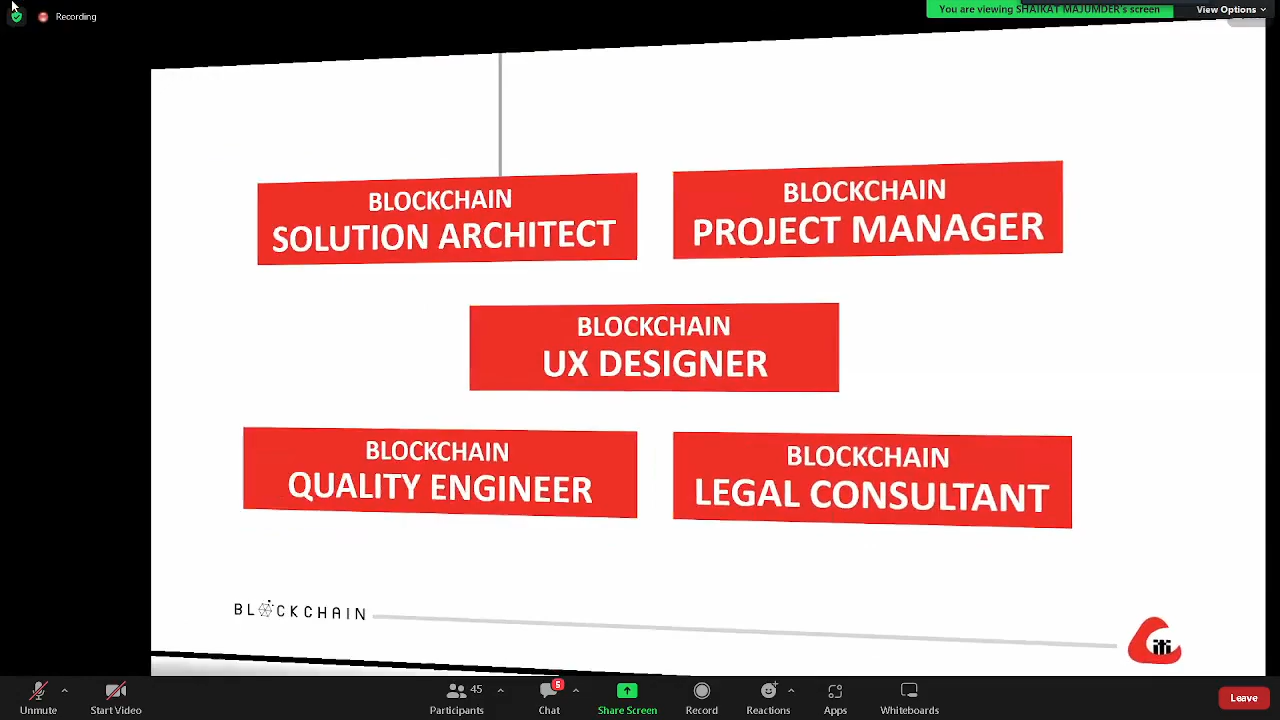 Recording
You are viewing SHAIKAT MAJUMDER's screen
View Options
BLOCKCHAIN
SOLUTION ARCHITECT
BLOCKCHAIN
PROJECT MANAGER
BLOCKCHAIN
UX DESIGNER
BLOCKCHAIN
QUALITY ENGINEER
BLOCKCHAIN
LEGAL CONSULTANT
BLOCKCHAIN
iTi
Unmute
Start Video
45
Participants
5
Chat
Share Screen
Record
Reactions
Apps
Whiteboards
Leave